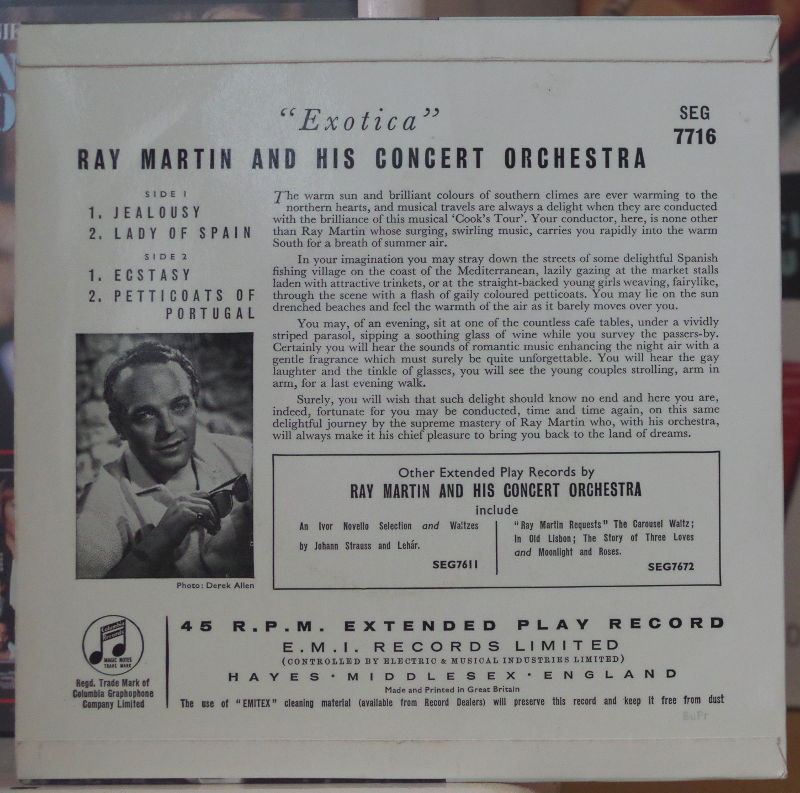 "Exotica"
SEG
7716
RAY MARTIN AND HIS CONCERT ORCHESTRA
SIDE 1
1. JEALOUSY
2. LADY OF SPAIN
SIDE 2
1. ECSTASY
2. PETTICOATS OF
PORTUGAL
The warm sun and brilliant colours of southern climes are ever warming to the
northern hearts, and musical travels are always a delight when they are conducted
with the brilliance of this musical 'Cook's Tour'. Your conductor, here, is none other
than Ray Martin whose surging, swirling music, carries you rapidly into the warm
South for a breath of summer air.
In your imagination you may stray down the streets of some delightful Spanish
fishing village on the coast of the Mediterranean, lazily gazing at the market stalls
laden with attractive trinkets, or at the straight-backed young girls weaving, fairylike,
through the scene with a flash of gaily coloured petticoats. You may lie on the sun
drenched beaches and feel the warmth of the air as it barely moves over you.
You may, of an evening, sit at one of the countless cafe tables, under a vividly
striped parasol, sipping a soothing glass of wine while you survey the passers-by.
Certainly you will hear the sounds of romantic music enhancing the night air with a
gentle fragrance which must surely be quite unforgettable. You will hear the gay
laughter and the tinkle of glasses, you will see the young couples strolling, arm in
arm, for a last evening walk.
Surely, you will wish that such delight should know no end and here you are,
indeed, fortunate for you may be conducted, time and time again, on this same
delightful journey by the supreme mastery of Ray Martin who, with his orchestra,
will always make it his chief pleasure to bring you back to the land of dreams.
Photo: Derek Allen
Other Extended Play Records by
RAY MARTIN AND HIS CONCERT ORCHESTRA
include
An Ivor Novello Selection and Waltzes
by Johann Strauss and Lehár.
SEG7611
"Ray Martin Requests" The Carousel Waltz;
In Old Lisbon; The Story of Three Loves
and Moonlight and Roses.
SEG7672
Columbia
Records
MAGIC NOTES
TRADE MARK
Regd. Trade Mark of
Columbia Graphophone
Company Limited
45 R.P.M. EXTENDED PLAY RECORD
E.M.I. RECORDS LIMITED
(CONTROLLED BY ELECTRIC & MUSICAL INDUSTRIES LIMITED)
HAYES · MIDDLESEX · ENGLAND
Made and Printed in Great Britain
The use of "EMITEX" cleaning material (available from Record Dealers) will preserve this record and keep it free from dust